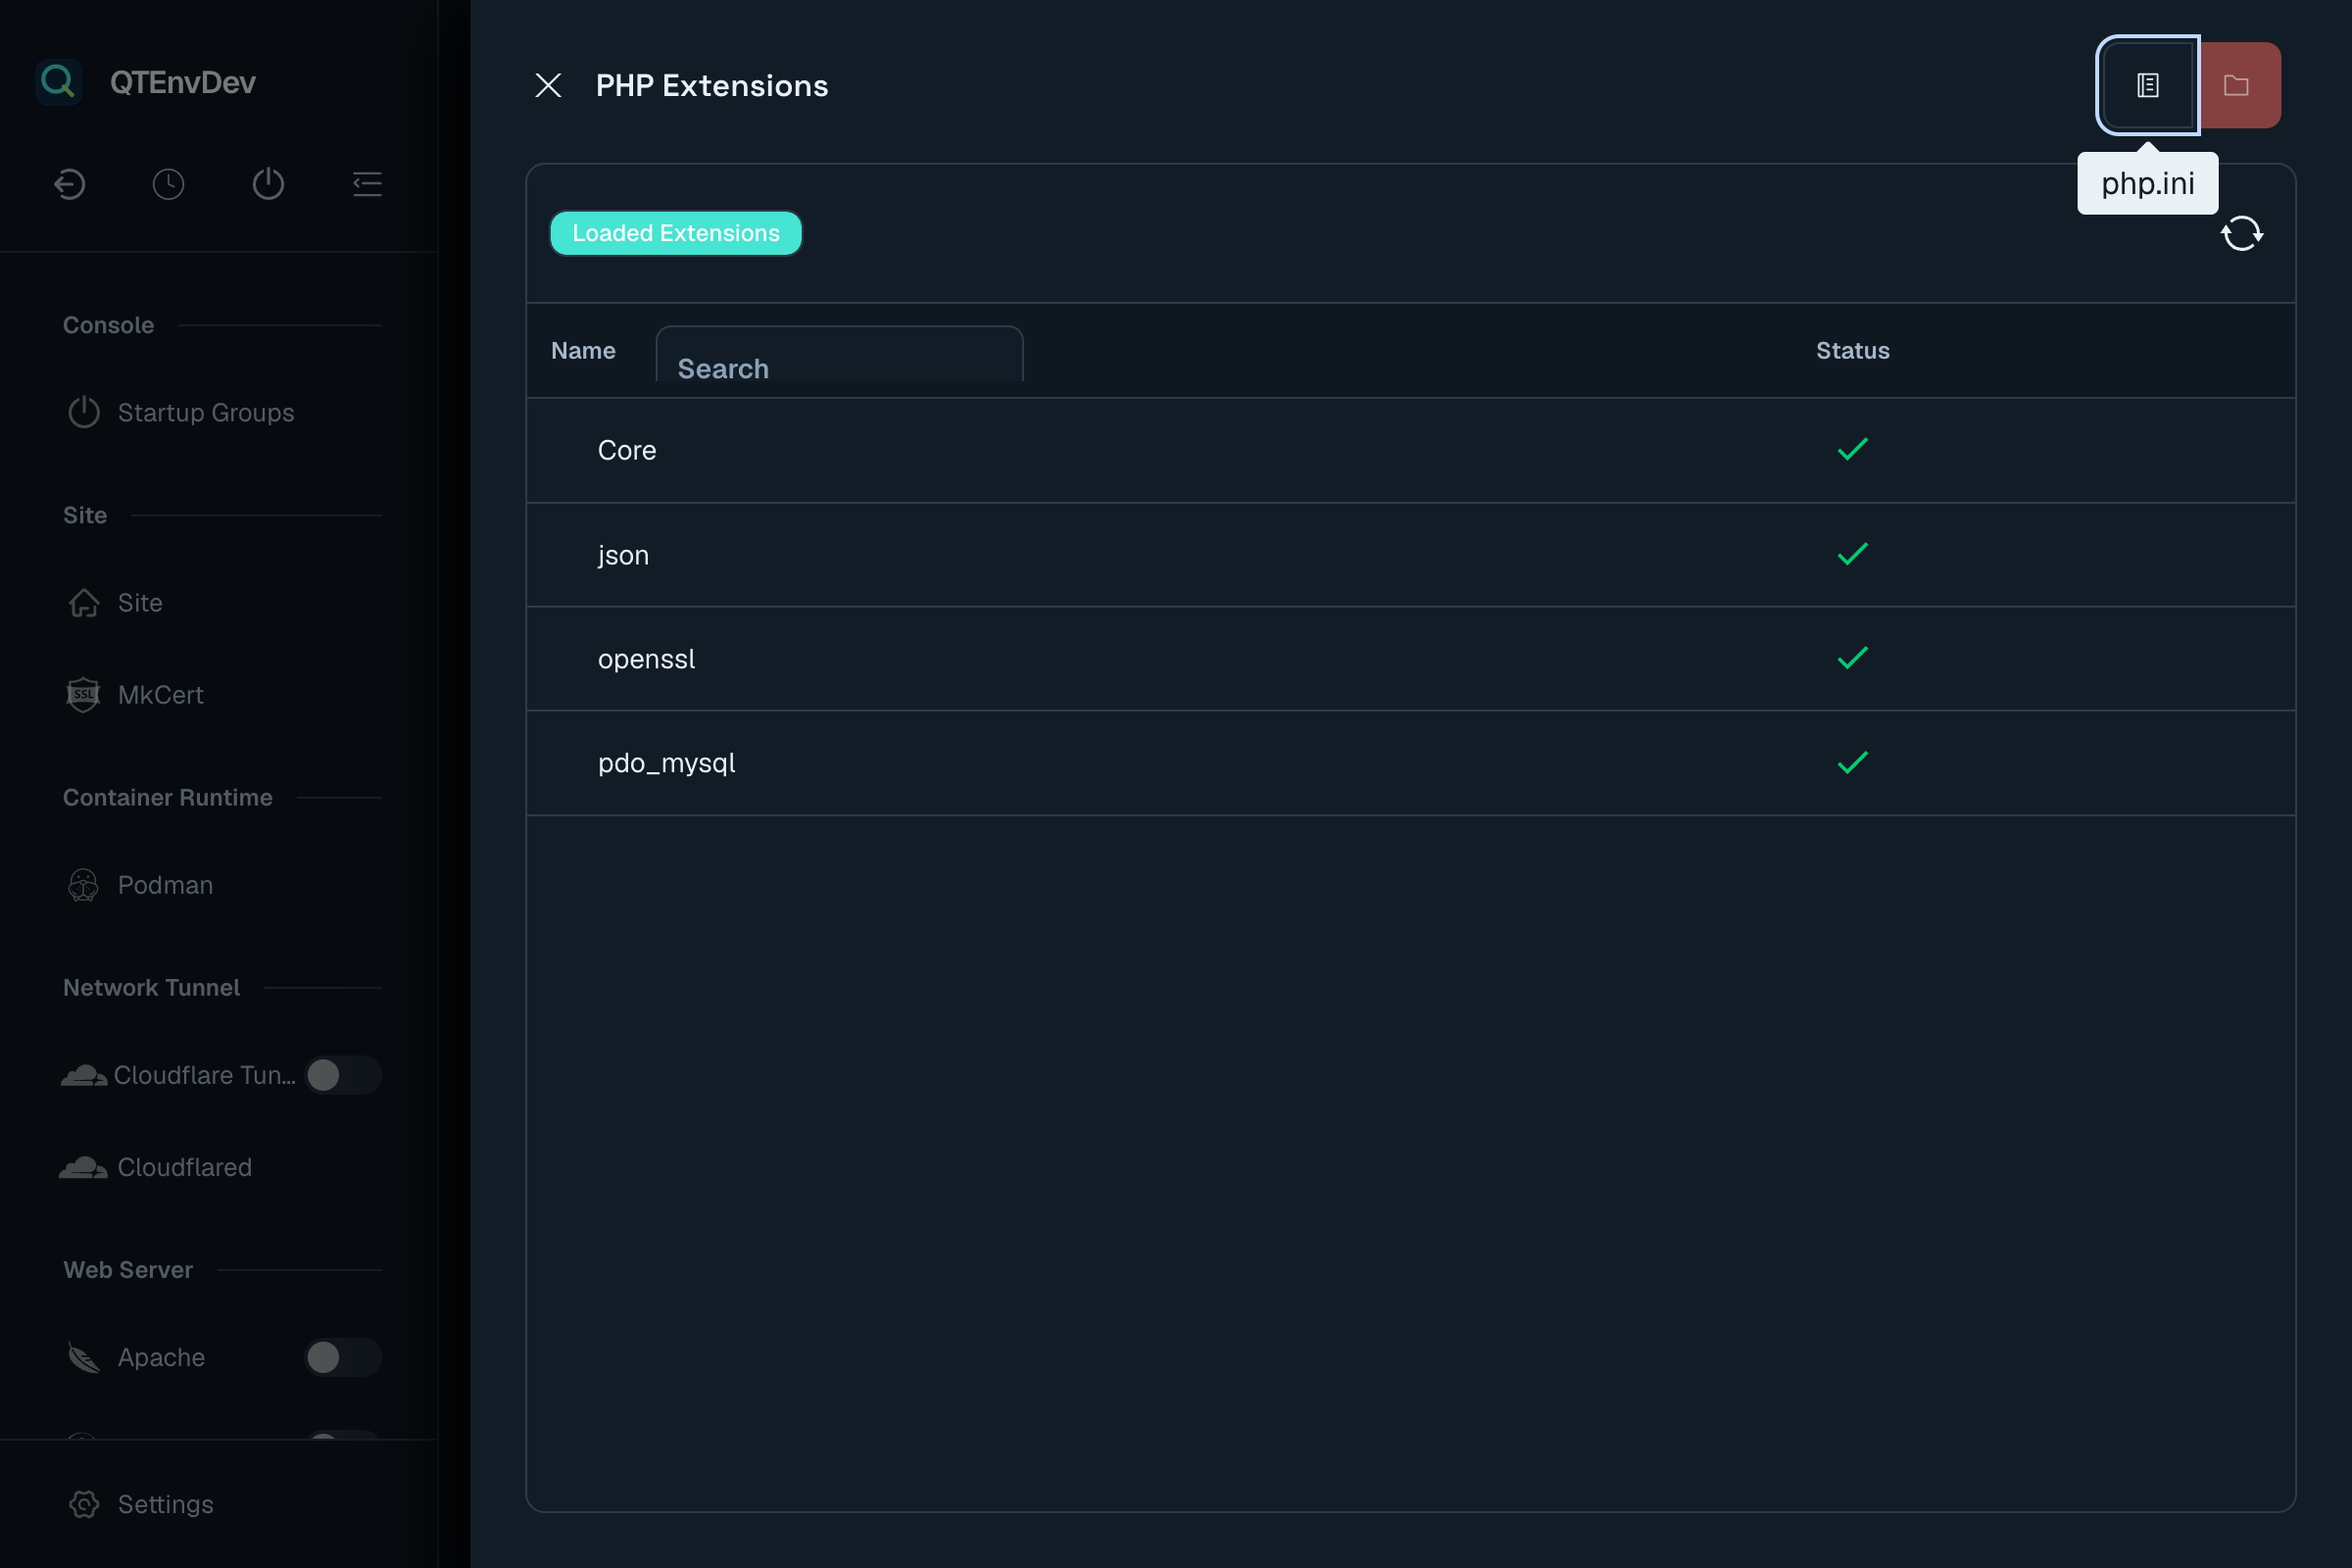 QTEnvDev
PHP Extensions
php.ini
Loaded Extensions
Console
Name
Search
Status
Startup Groups
Core
Site
json
Site
openssl
SSL
MkCert
pdo_mysql
Container Runtime
Podman
Network Tunnel
Cloudflare Tun...
Cloudflared
Web Server
Apache
Settings